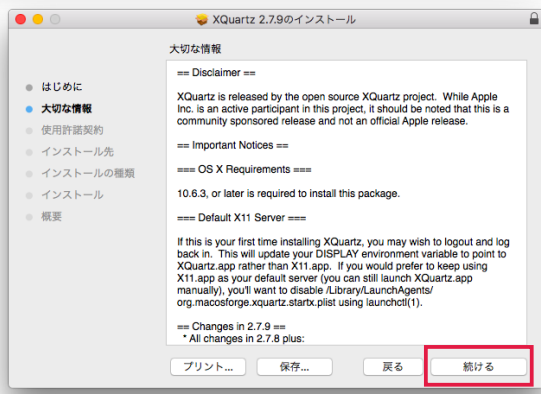 XQuartz 2.7.9のインストール
大切な情報
はじめに
大切な情報
使用許諾契約
インストール先
インストールの種類
インストール
概要
== Disclaimer ==
XQuartz is released by the open source XQuartz project.  While Apple
Inc. is an active participant in this project, it should be noted that this is a
community sponsored release and not an official Apple release.
== Important Notices ==
=== OS X Requirements ===
10.6.3, or later is required to install this package.
=== Default X11 Server ===
If this is your first time installing XQuartz, you may wish to logout and log
back in.  This will update your DISPLAY environment variable to point to
XQuartz.app rather than X11.app.  If you would prefer to keep using
X11.app as your default server (you can still launch XQuartz.app
manually), you'll want to disable /Library/LaunchAgents/
org.macosforge.xquartz.startx.plist using launchctl(1).
== Changes in 2.7.9 ==
* All changes in 2.7.8 plus:
プリント...
保存...
戻る
続ける